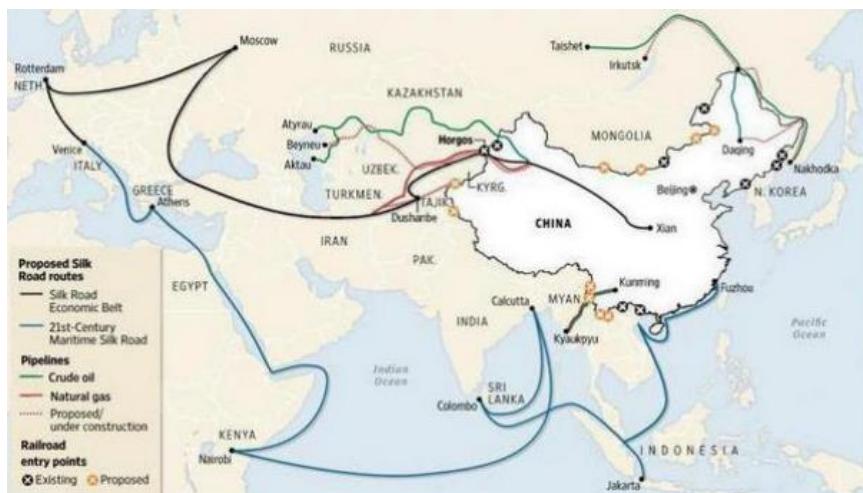 Moscow
RUSSIA
Taishet
Irkutsk
Rotterdam
NETH
KAZAKHSTAN
Atyrau
Beyneu
Aktau
Horgos
MONGOLIA
Daqing
Nakhodka
Venice
ITALY
UZBEK.
KYRG.
Beijing
N. KOREA
GREECE
Athens
TURKMEN.
TAJIK.
Dushanbe
CHINA
Xian
IRAN
PAK.
EGYPT
Kunming
MYAN.
Fuzhou
Calcutta
INDIA
Kyaukpyu
Pacific
Ocean
Indian
Ocean
SRI
LANKA
Colombo
KENYA
Nairobi
INDONESIA
Jakarta
Proposed Silk
Road routes
Silk Road
Economic Belt
21st-Century
Maritime Silk Road
Pipelines
Crude oil
Natural gas
Proposed/
under construction
Railroad
entry points
Existing Proposed